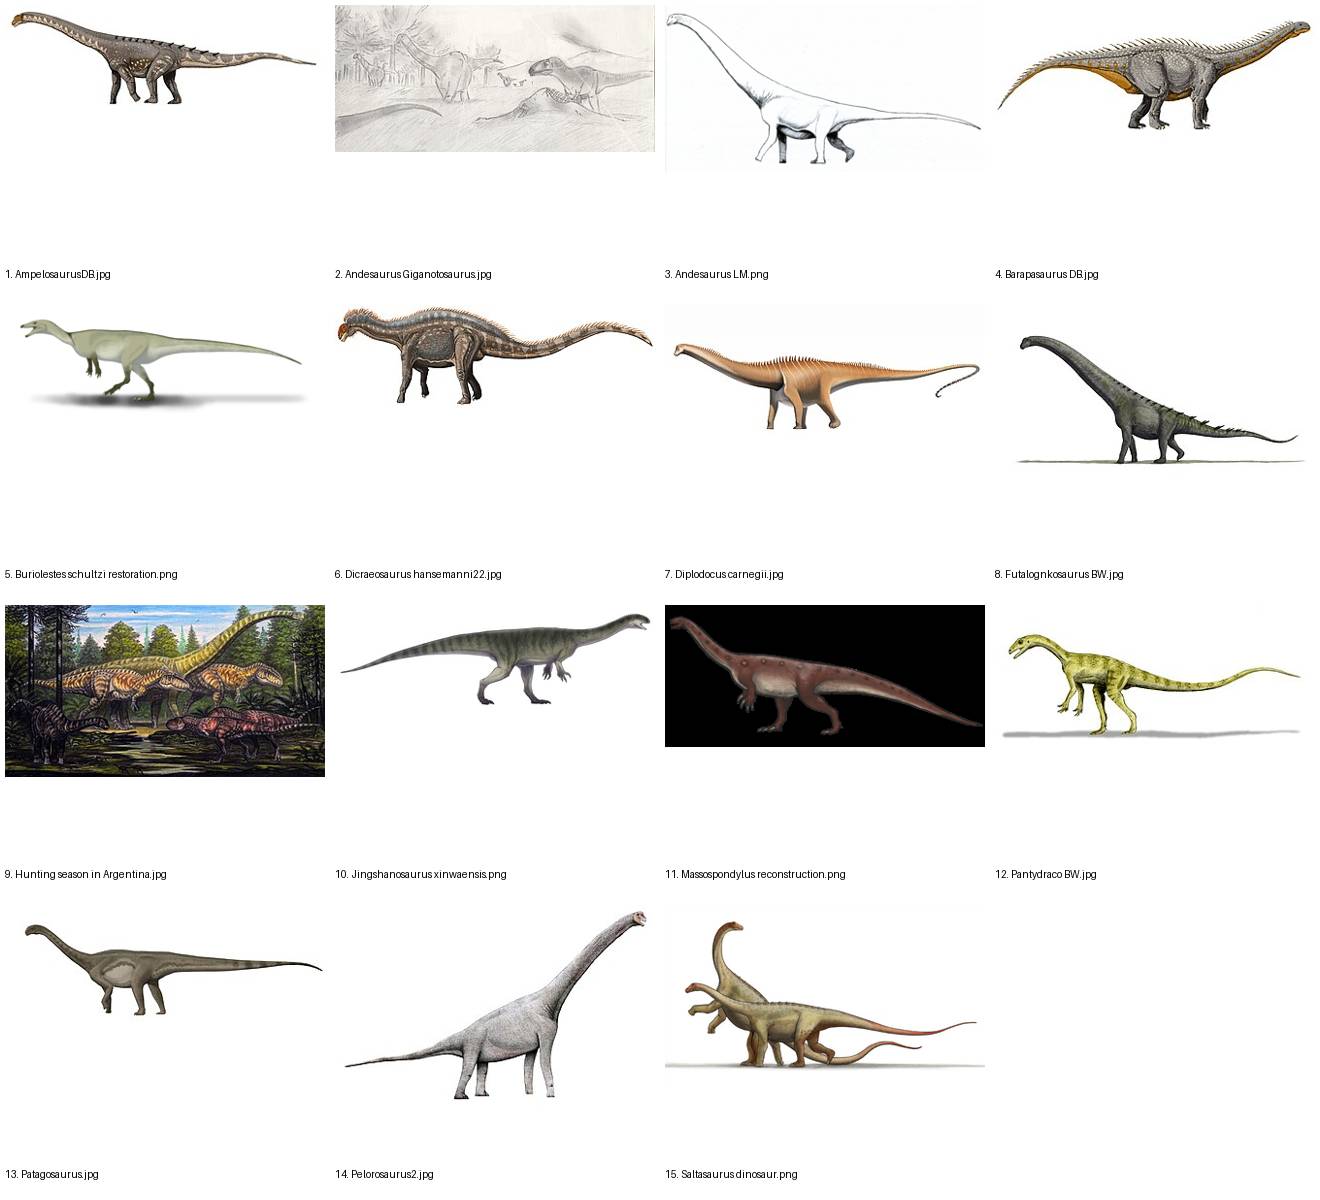 1. AmpelosaurusDB.jpg
2. Andesaurus Giganotosaurus.jpg
3. Andesaurus LM.png
4. Barapasaurus DB.jpg
5. Buriolestes schultzi restoration.png
6. Dicraeosaurus hansemanni22.jpg
7. Diplodocus carnegii.jpg
8. Futalognkosaurus BW.jpg
9. Hunting season in Argentina.jpg
10. Jingshanosaurus xinwaensis.png
11. Massospondylus reconstruction.png
12. Pantydraco BW.jpg
13. Patagosaurus.jpg
14. Pelorosaurus2.jpg
15. Saltasaurus dinosaur.png